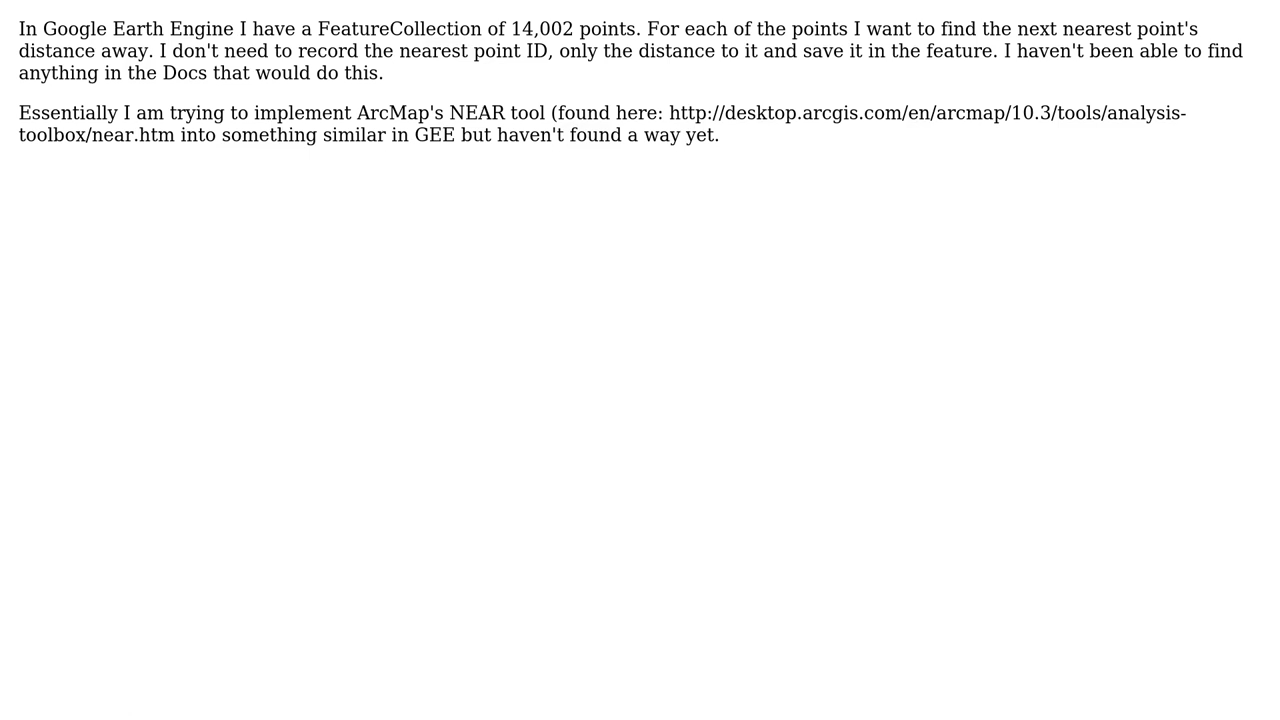 In Google Earth Engine I have a FeatureCollection of 14,002 points. For each of the points I want to find the next nearest point's
distance away. I don't need to record the nearest point ID, only the distance to it and save it in the feature. I haven't been able to find
anything in the Docs that would do this.
Essentially I am trying to implement ArcMap's NEAR tool (found here: http://desktop.arcgis.com/en/arcmap/10.3/tools/analysis-
toolbox/near.htm into something similar in GEE but haven't found a way yet.